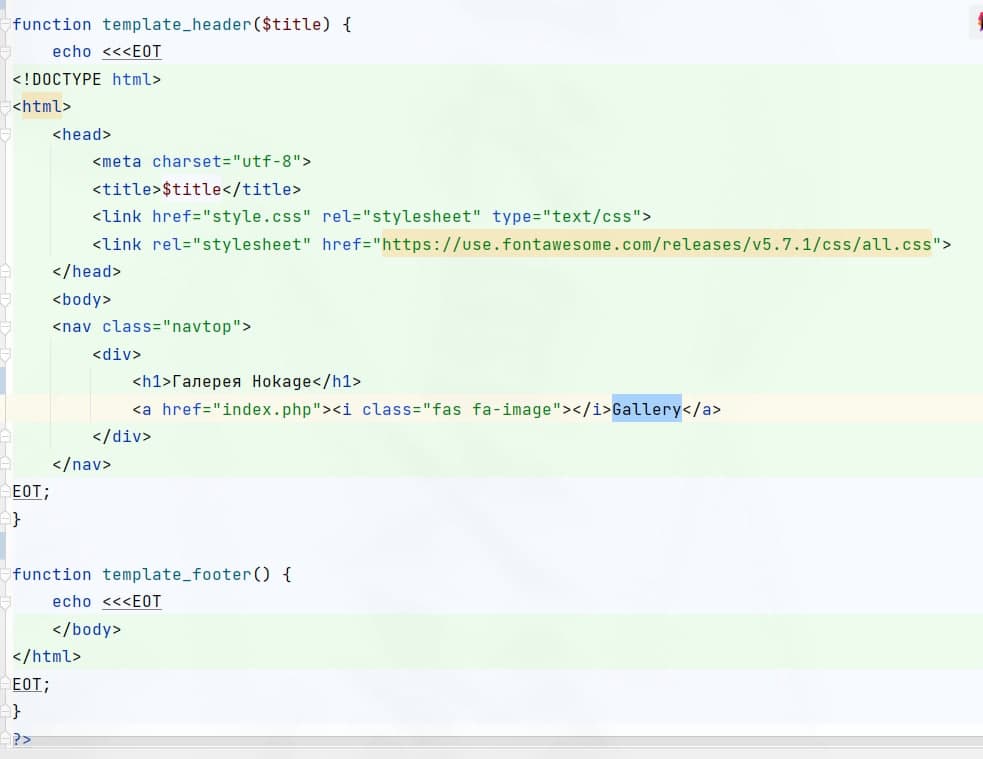 function template_header($title) {
    echo <<<EOT
<!DOCTYPE html>
<html>
    <head>
        <meta charset="utf-8">
        <title>$title</title>
        <link href="style.css" rel="stylesheet" type="text/css">
        <link rel="stylesheet" href="https://use.fontawesome.com/releases/v5.7.1/css/all.css">
    </head>
    <body>
    <nav class="navtop">
        <div>
            <h1>Галерея Hokage</h1>
            <a href="index.php"><i class="fas fa-image"></i>Gallery</a>
        </div>
    </nav>
EOT;
}

function template_footer() {
    echo <<<EOT
    </body>
</html>
EOT;
}
?>